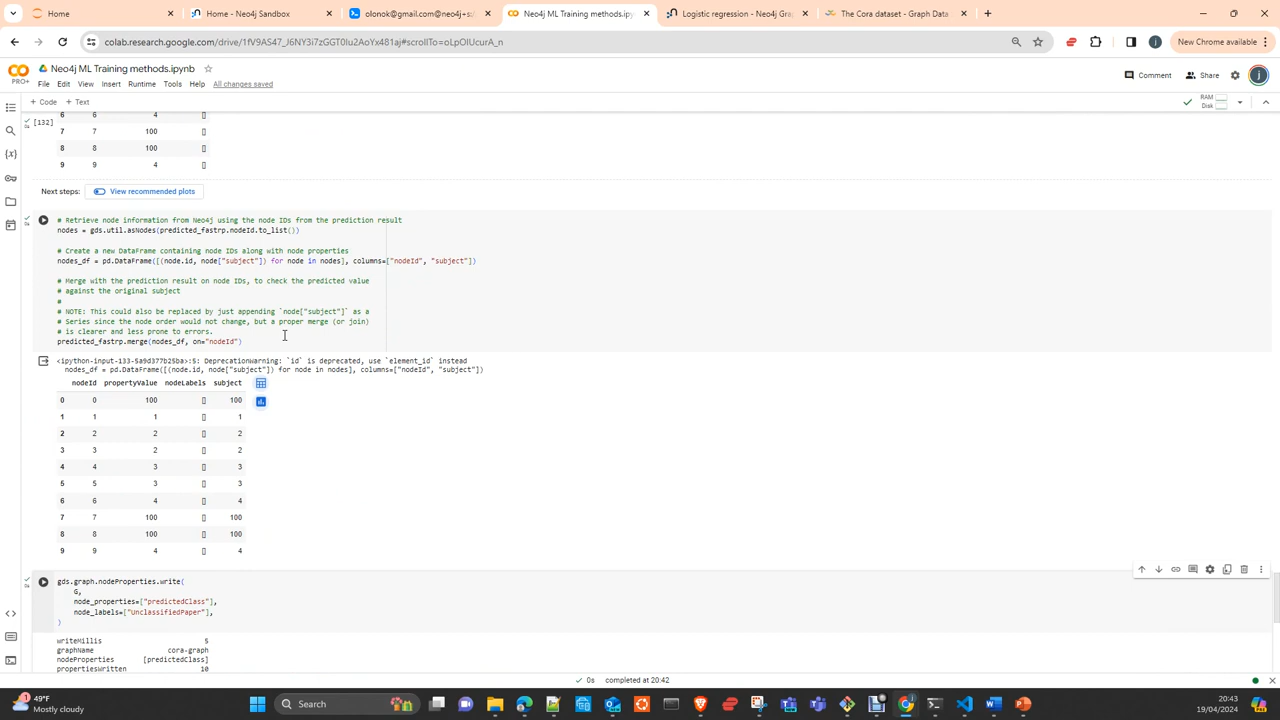 Home
Home - Neo4j Sandbox
olonok@gmail.com@neo4j+s:/
Neo4j ML Training methods.ipynb
Logistic regression - Neo4j Gra
The Cora dataset - Graph Data
colab.research.google.com/drive/1fV9AS47_J6NY3i7zGGT0Iu2AoYx481aj#scrollTo=oLpOIUcurA_n
New Chrome available
CO
PRO+
Neo4j ML Training methods.ipynb
File Edit View Insert Runtime Tools Help All changes saved
Comment
Share
+ Code + Text
RAM
Disk
[132]
6 6 4 []
7 7 100 []
8 8 100 []
9 9 4 []
Next steps: View recommended plots
# Retrieve node information from Neo4j using the node IDs from the prediction result
nodes = gds.util.asNodes(predicted_fastrp.nodeId.to_list())
# Create a new DataFrame containing node IDs along with node properties
nodes_df = pd.DataFrame([(node.id, node["subject"]) for node in nodes], columns=["nodeId", "subject"])
# Merge with the prediction result on node IDs, to check the predicted value
# against the original subject
#
# NOTE: This could also be replaced by just appending `node["subject"]` as a
# Series since the node order would not change, but a proper merge (or join)
# is clearer and less prone to errors.
predicted_fastrp.merge(nodes_df, on="nodeId")
<ipython-input-133-5a9d377b25ba>:5: DeprecationWarning: `id` is deprecated, use `element_id` instead
nodes_df = pd.DataFrame([(node.id, node["subject"]) for node in nodes], columns=["nodeId", "subject"])
nodeId propertyValue nodeLabels subject
0 0 100 [] 100
1 1 1 [] 1
2 2 2 [] 2
3 3 2 [] 2
4 4 3 [] 3
5 5 3 [] 3
6 6 4 [] 4
7 7 100 [] 100
8 8 100 [] 100
9 9 4 [] 4
gds.graph.nodeProperties.write(
G,
node_properties=["predictedClass"],
node_labels=["UnclassifiedPaper"],
)
writeMillis 5
graphName cora-graph
nodeProperties [predictedClass]
propertiesWritten 10
0s completed at 20:42
49°F
Mostly cloudy
Search
20:43
19/04/2024